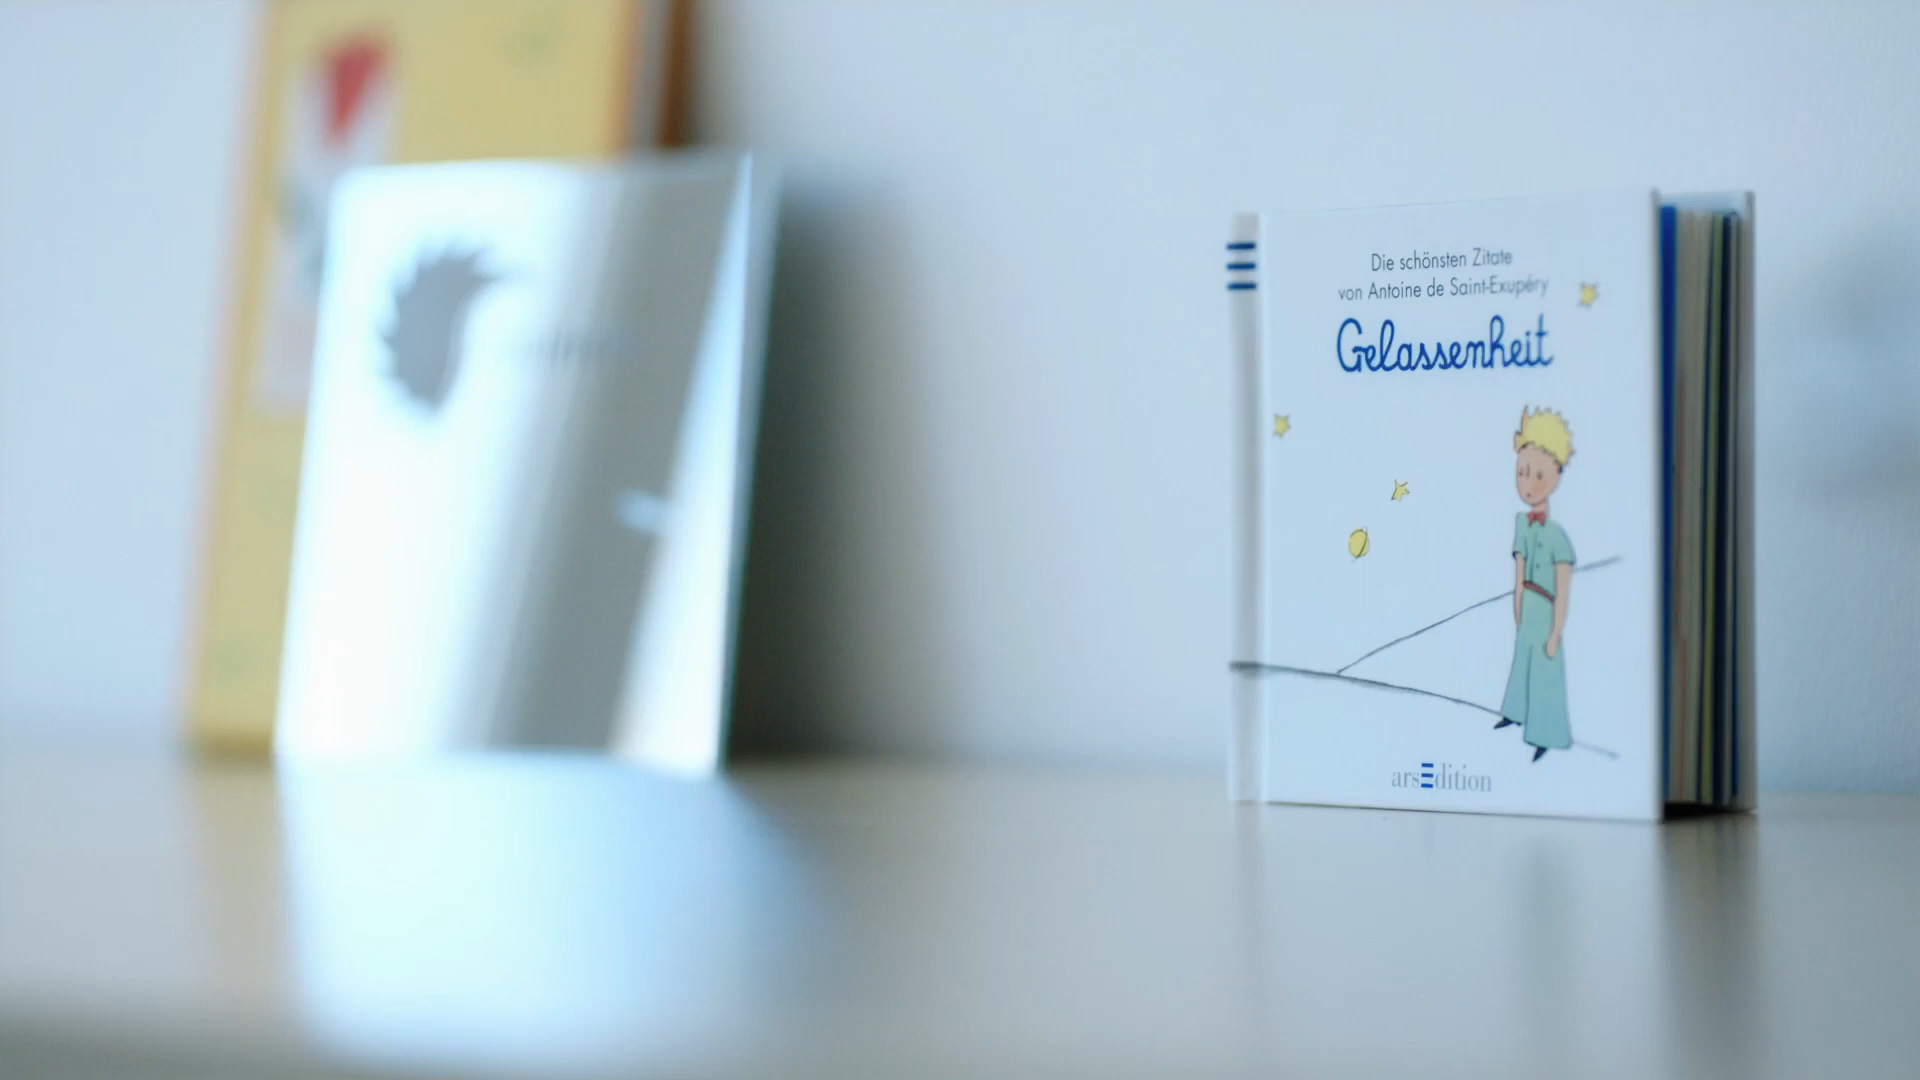 Die schönsten Zitate
von Antoine de Saint-Exupéry
Gelassenheit
arsEdition